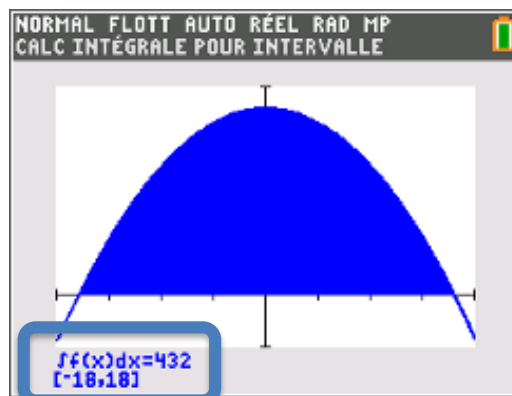 NORMAL FLOTT AUTO RÉEL RAD MP
CALC INTÉGRALE POUR INTERVALLE
∫f(x)dx=432
[-18,18]